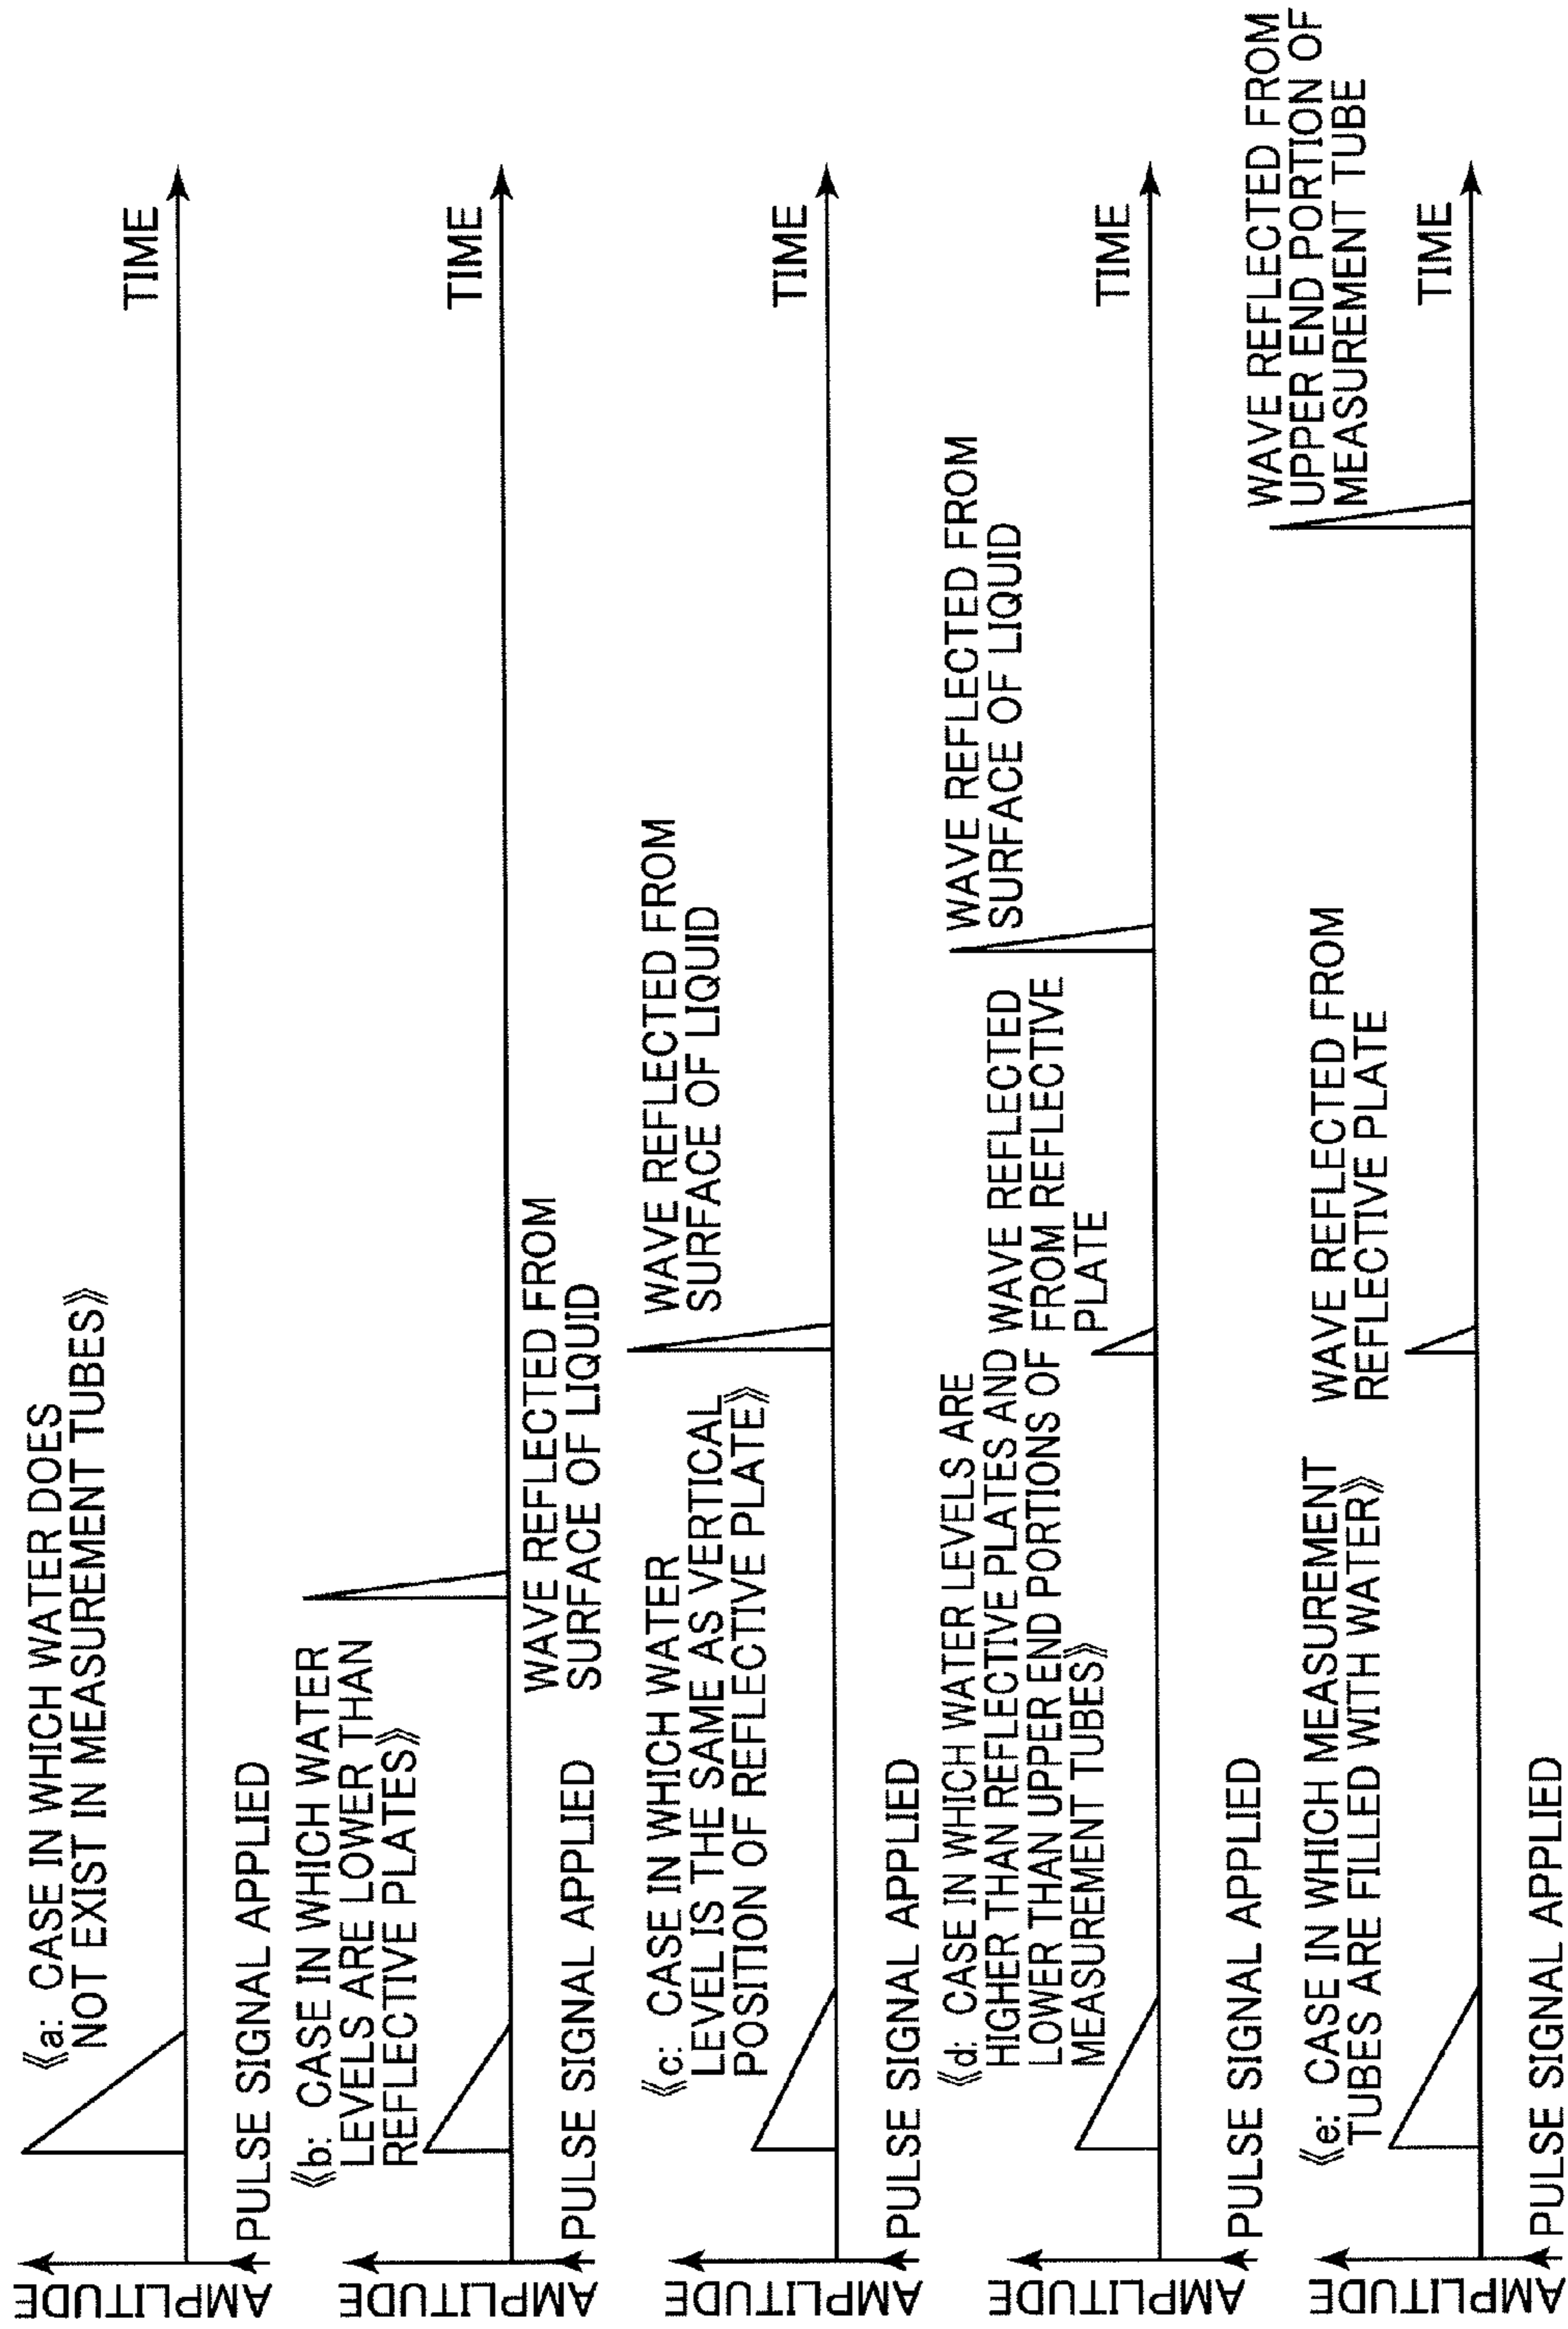 AMPLITUDE
《a: CASE IN WHICH WATER DOES
NOT EXIST IN MEASUREMENT TUBES》
TIME
PULSE SIGNAL APPLIED
AMPLITUDE
《b: CASE IN WHICH WATER
LEVELS ARE LOWER THAN
REFLECTIVE PLATES》
TIME
WAVE REFLECTED FROM
SURFACE OF LIQUID
PULSE SIGNAL APPLIED
AMPLITUDE
《c: CASE IN WHICH WATER
LEVEL IS THE SAME AS VERTICAL
POSITION OF REFLECTIVE PLATE》
WAVE REFLECTED FROM
SURFACE OF LIQUID
TIME
PULSE SIGNAL APPLIED
AMPLITUDE
《d: CASE IN WHICH WATER LEVELS ARE
HIGHER THAN REFLECTIVE PLATES AND
LOWER THAN UPPER END PORTIONS OF
MEASUREMENT TUBES》
WAVE REFLECTED
FROM REFLECTIVE
PLATE
WAVE REFLECTED FROM
SURFACE OF LIQUID
TIME
PULSE SIGNAL APPLIED
AMPLITUDE
《e: CASE IN WHICH MEASUREMENT
TUBES ARE FILLED WITH WATER》
WAVE REFLECTED FROM
REFLECTIVE PLATE
WAVE REFLECTED FROM
UPPER END PORTION OF
MEASUREMENT TUBE
TIME
PULSE SIGNAL APPLIED